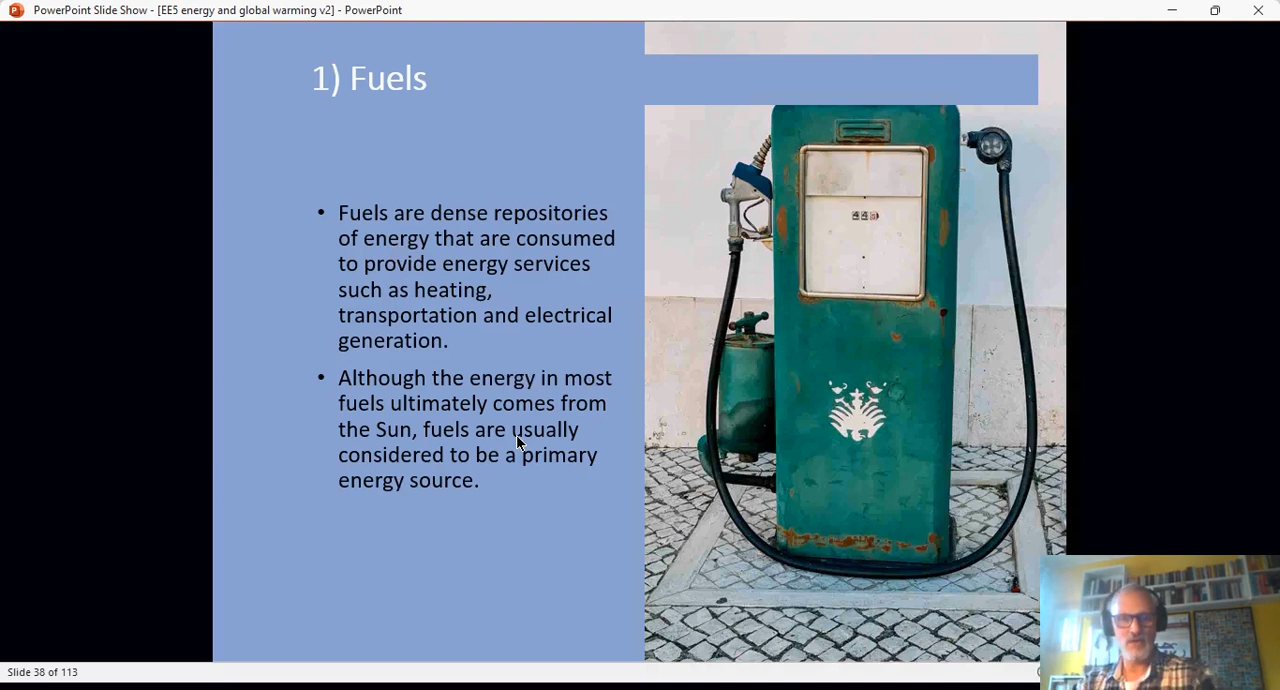 PowerPoint Slide Show - [EE5 energy and global warming v2] - PowerPoint
1) Fuels
• Fuels are dense repositories
of energy that are consumed
to provide energy services
such as heating,
transportation and electrical
generation.
• Although the energy in most
fuels ultimately comes from
the Sun, fuels are usually
considered to be a primary
energy source.
Slide 38 of 113